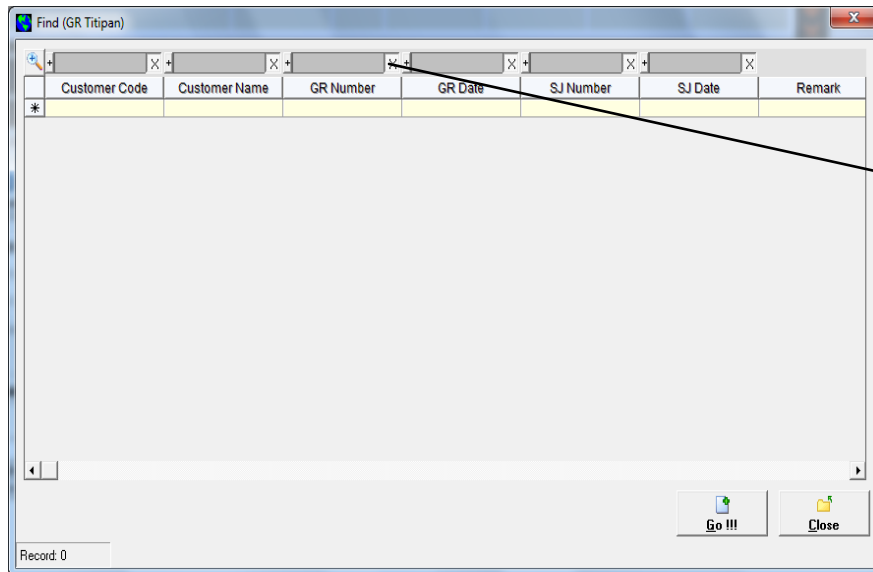 Find (GR Titipan)
+ X + X + X + X + X + X
Customer Code Customer Name GR Number GR Date SJ Number SJ Date Remark
*
Go !!!
Close
Record: 0